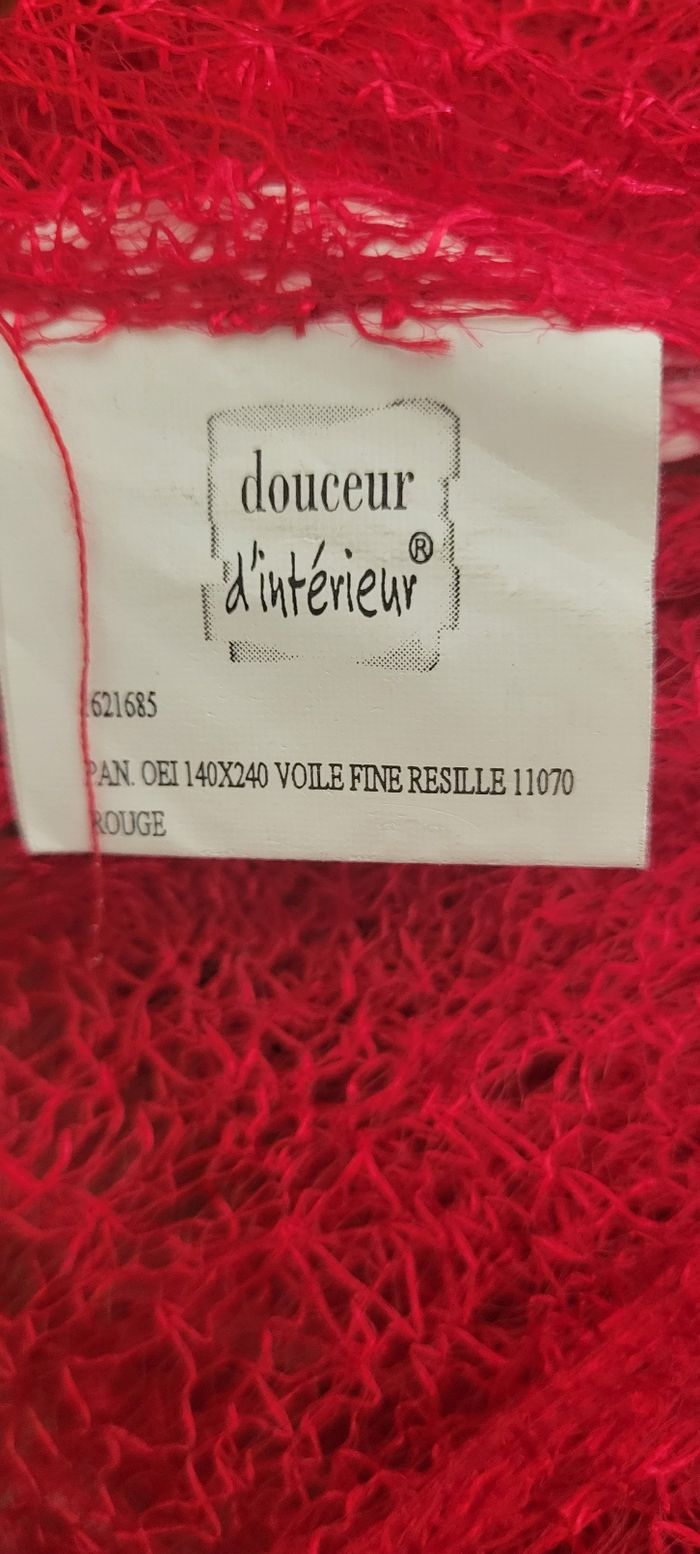 douceur
d'intérieur®
621685
PAN. OEI 140X240 VOILE FINE RESILLE 11070
ROUGE